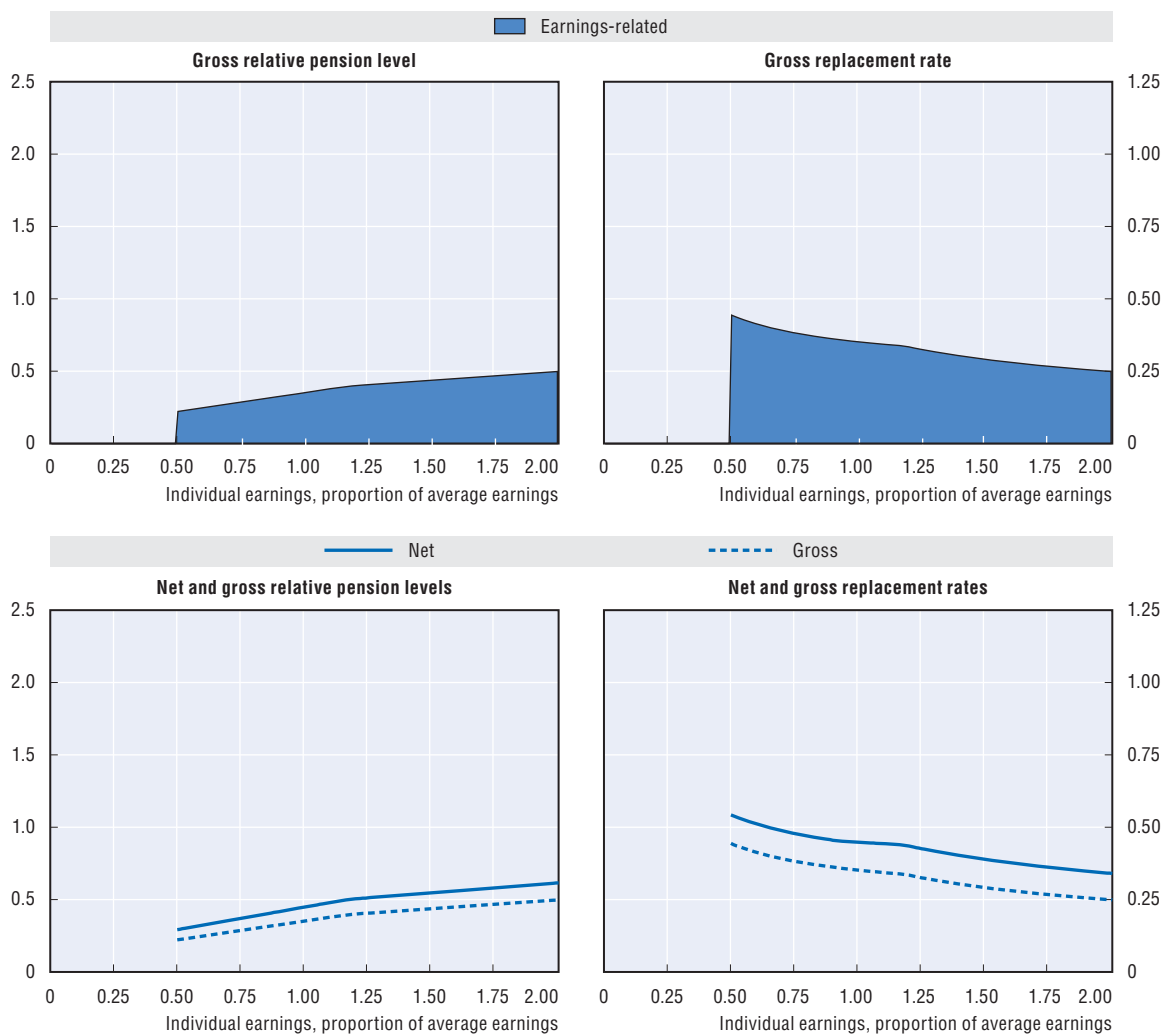 Earnings-related
Gross relative pension level
Gross replacement rate
2.5
2.0
1.5
1.0
0.5
0
1.25
1.00
0.75
0.50
0.25
0
0 0.25 0.50 0.75 1.00 1.25 1.50 1.75 2.00
0 0.25 0.50 0.75 1.00 1.25 1.50 1.75 2.00
Individual earnings, proportion of average earnings
Individual earnings, proportion of average earnings
Net Gross
Net and gross relative pension levels
Net and gross replacement rates
2.5
2.0
1.5
1.0
0.5
0
1.25
1.00
0.75
0.50
0.25
0
0 0.25 0.50 0.75 1.00 1.25 1.50 1.75 2.00
0 0.25 0.50 0.75 1.00 1.25 1.50 1.75 2.00
Individual earnings, proportion of average earnings
Individual earnings, proportion of average earnings